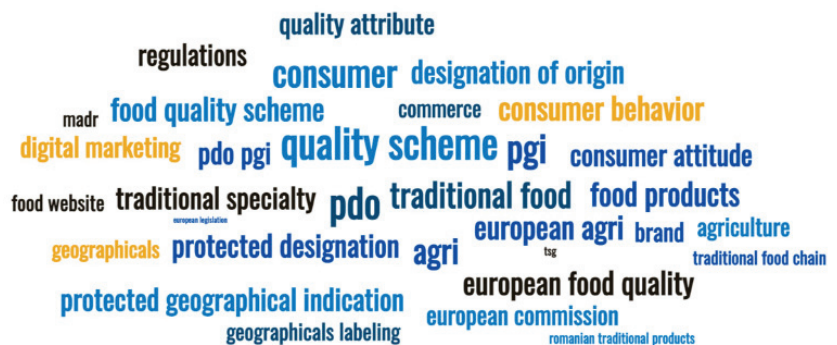 quality attribute
regulations
consumer designation of origin
madr food quality scheme commerce consumer behavior
digital marketing pdo pgi quality scheme pgi consumer attitude
food website traditional specialty pdo traditional food food products
european legislation
geographicals protected designation agri european agri brand agriculture
tsg
traditional food chain
protected geographical indication european food quality
european commission
geographicals labeling romanian traditional products